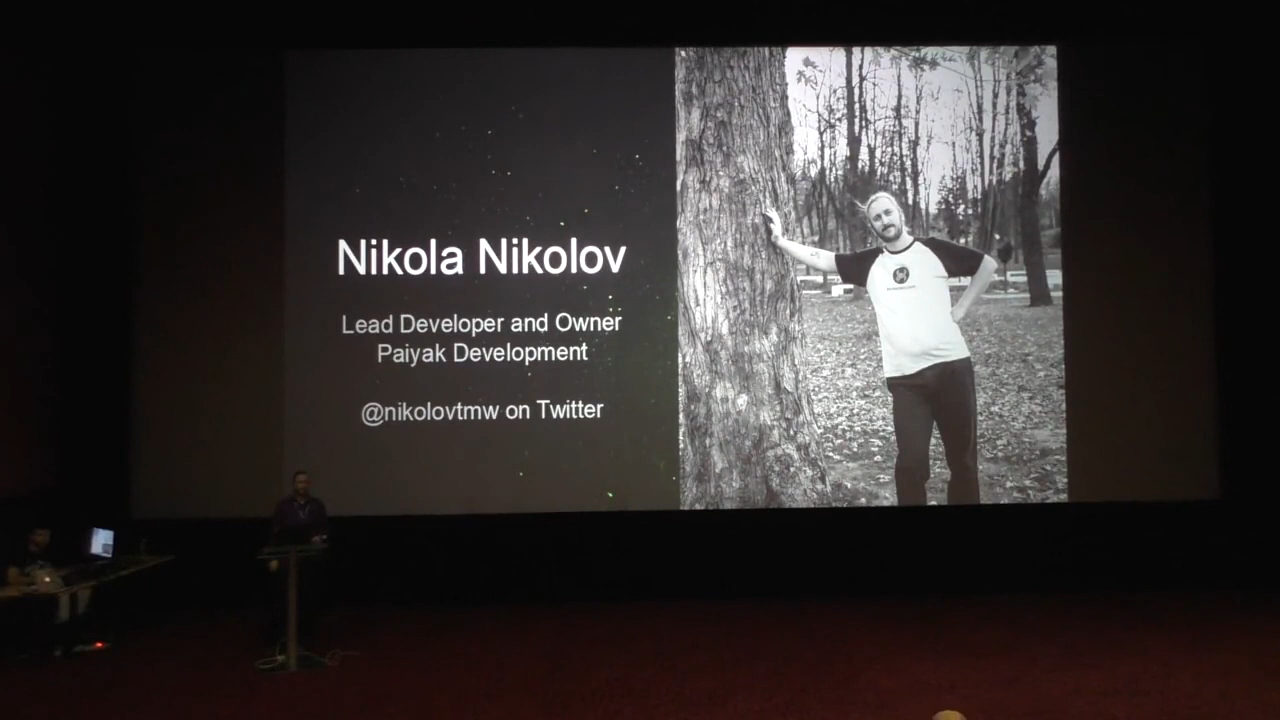 Nikola Nikolov
Lead Developer and Owner
Paiyak Development
@nikolovtmw on Twitter